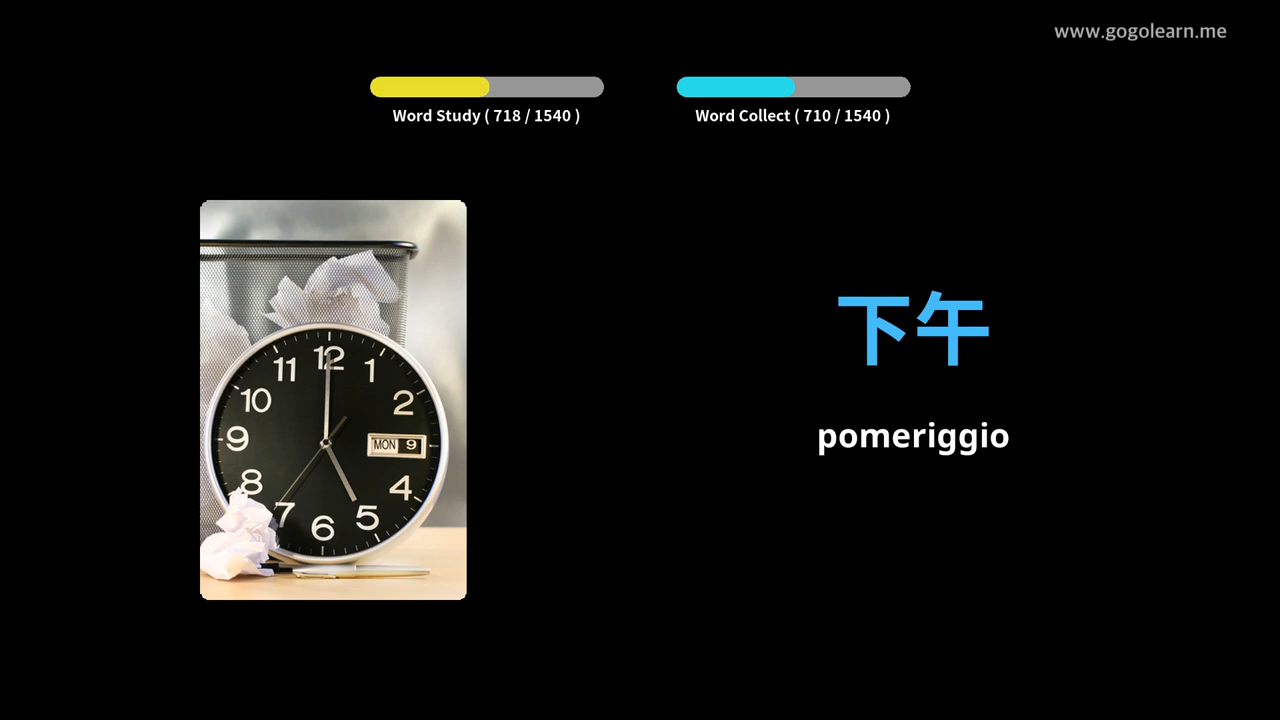 www.gogolearn.me
Word Study ( 718 / 1540 )
Word Collect ( 710 / 1540 )
12
11
1
10
2
9
MON 9
8
4
7
5
6
下午
pomeriggio